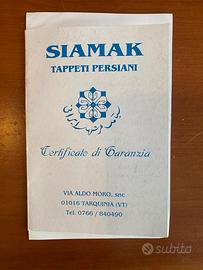 SIAMAK
TAPPETI PERSIANI
Certificato di Garanzia
VIA ALDO MORO, snc
01016 TARQUINIA (VT)
Tel. 0766 / 840490
subito